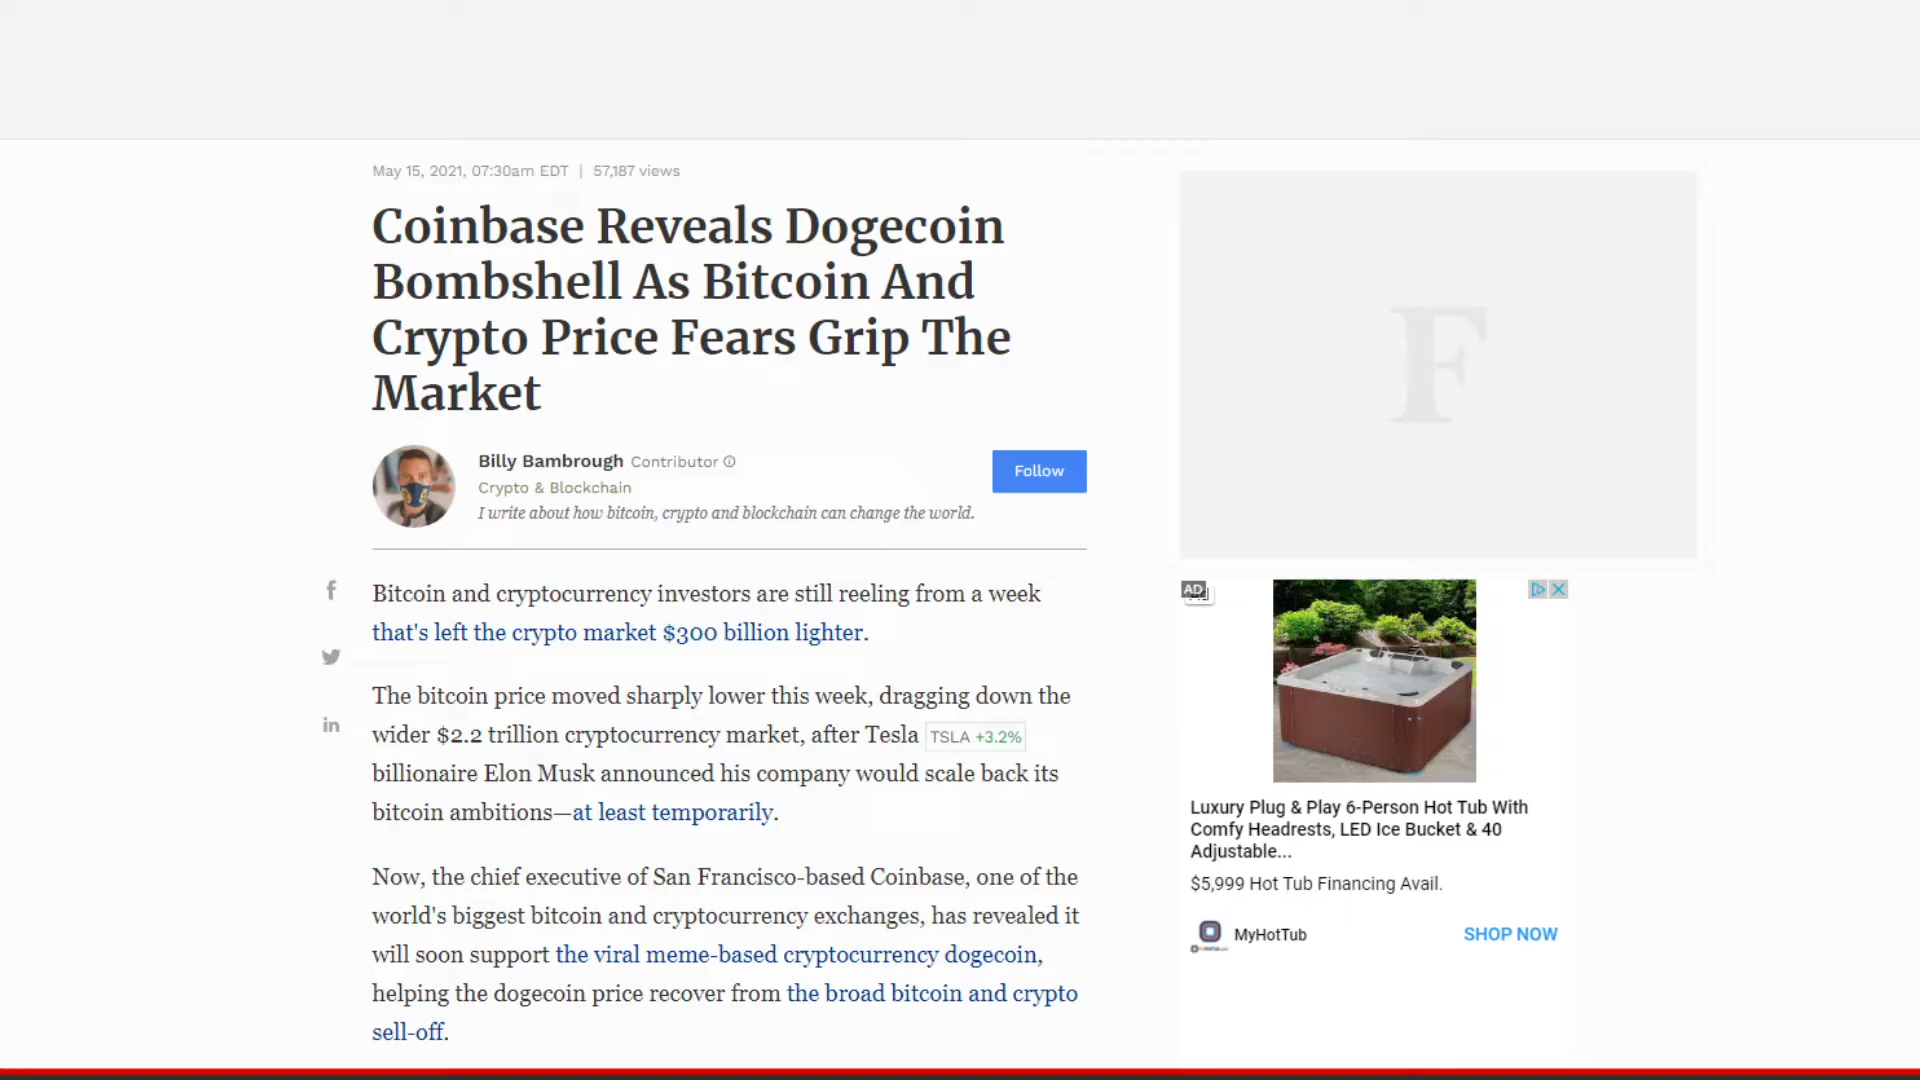 May 15, 2021, 07:30am EDT | 57,187 views
Coinbase Reveals Dogecoin
Bombshell As Bitcoin And
Crypto Price Fears Grip The
Market
Billy Bambrough Contributor
Crypto & Blockchain
I write about how bitcoin, crypto and blockchain can change the world.
Follow
Bitcoin and cryptocurrency investors are still reeling from a week
that's left the crypto market $300 billion lighter.
The bitcoin price moved sharply lower this week, dragging down the
wider $2.2 trillion cryptocurrency market, after Tesla TSLA +3.2%
billionaire Elon Musk announced his company would scale back its
bitcoin ambitions—at least temporarily.
Now, the chief executive of San Francisco-based Coinbase, one of the
world's biggest bitcoin and cryptocurrency exchanges, has revealed it
will soon support the viral meme-based cryptocurrency dogecoin,
helping the dogecoin price recover from the broad bitcoin and crypto
sell-off.
F
AD
Luxury Plug & Play 6-Person Hot Tub With
Comfy Headrests, LED Ice Bucket & 40
Adjustable...
$5,999 Hot Tub Financing Avail.
MyHotTub
SHOP NOW